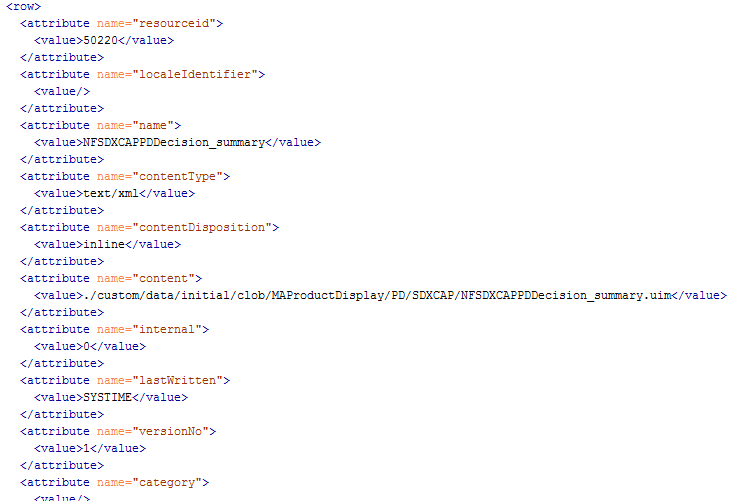 <row>
<attribute name="resourceid">
<value>50220</value>
</attribute>
<attribute name="localeIdentifier">
<value/>
</attribute>
<attribute name="name">
<value>NFSDXCAPPDDecision_summary</value>
</attribute>
<attribute name="contentType">
<value>text/xml</value>
</attribute>
<attribute name="contentDisposition">
<value>inline</value>
</attribute>
<attribute name="content">
<value>./custom/data/initial/clob/MAProductDisplay/PD/SDXCAP/NFSDXCAPPDDecision_summary.uim</value>
</attribute>
<attribute name="internal">
<value>0</value>
</attribute>
<attribute name="lastWritten">
<value>SYSTIME</value>
</attribute>
<attribute name="versionNo">
<value>1</value>
</attribute>
<attribute name="category">
<value/>